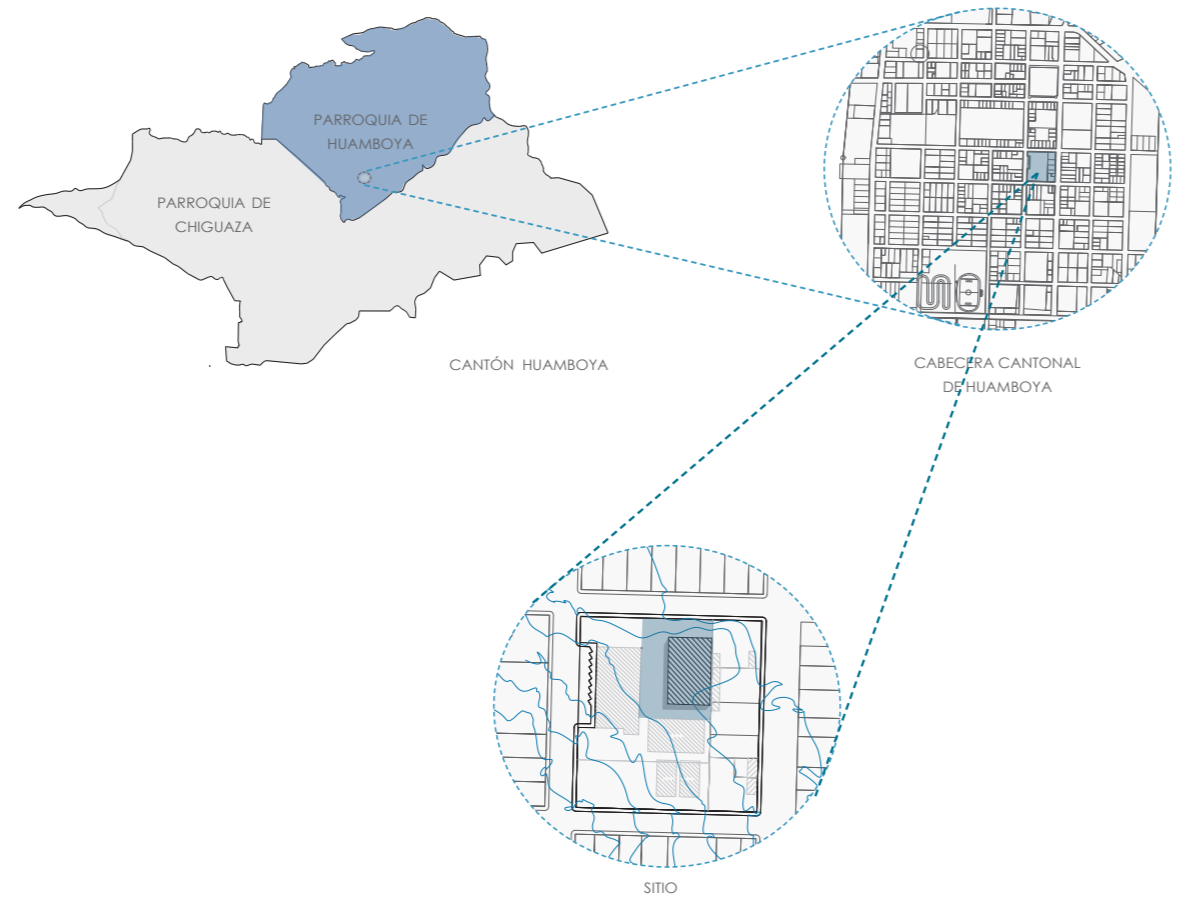 PARROQUIA DE
HUAMBOYA
PARROQUIA DE
CHIGUAZA
CANTÓN HUAMBOYA
CABECERA CANTONAL
DE HUAMBOYA
SITIO